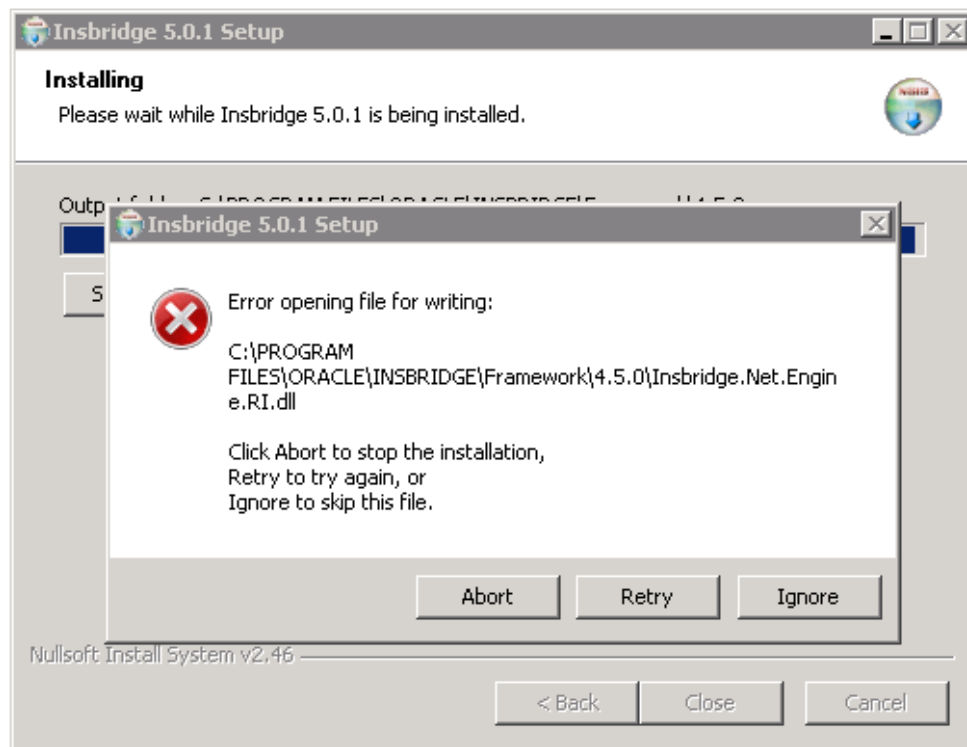 Insbridge 5.0.1 Setup
Installing
Please wait while Insbridge 5.0.1 is being installed.
Insbridge 5.0.1 Setup
Error opening file for writing:
C:\PROGRAM
FILES\ORACLE\INSBRIDGE\Framework\4.5.0\Insbridge.Net.Engin
e.RI.dll
Click Abort to stop the installation,
Retry to try again, or
Ignore to skip this file.
Abort Retry Ignore
Nullsoft Install System v2.46
< Back Close Cancel